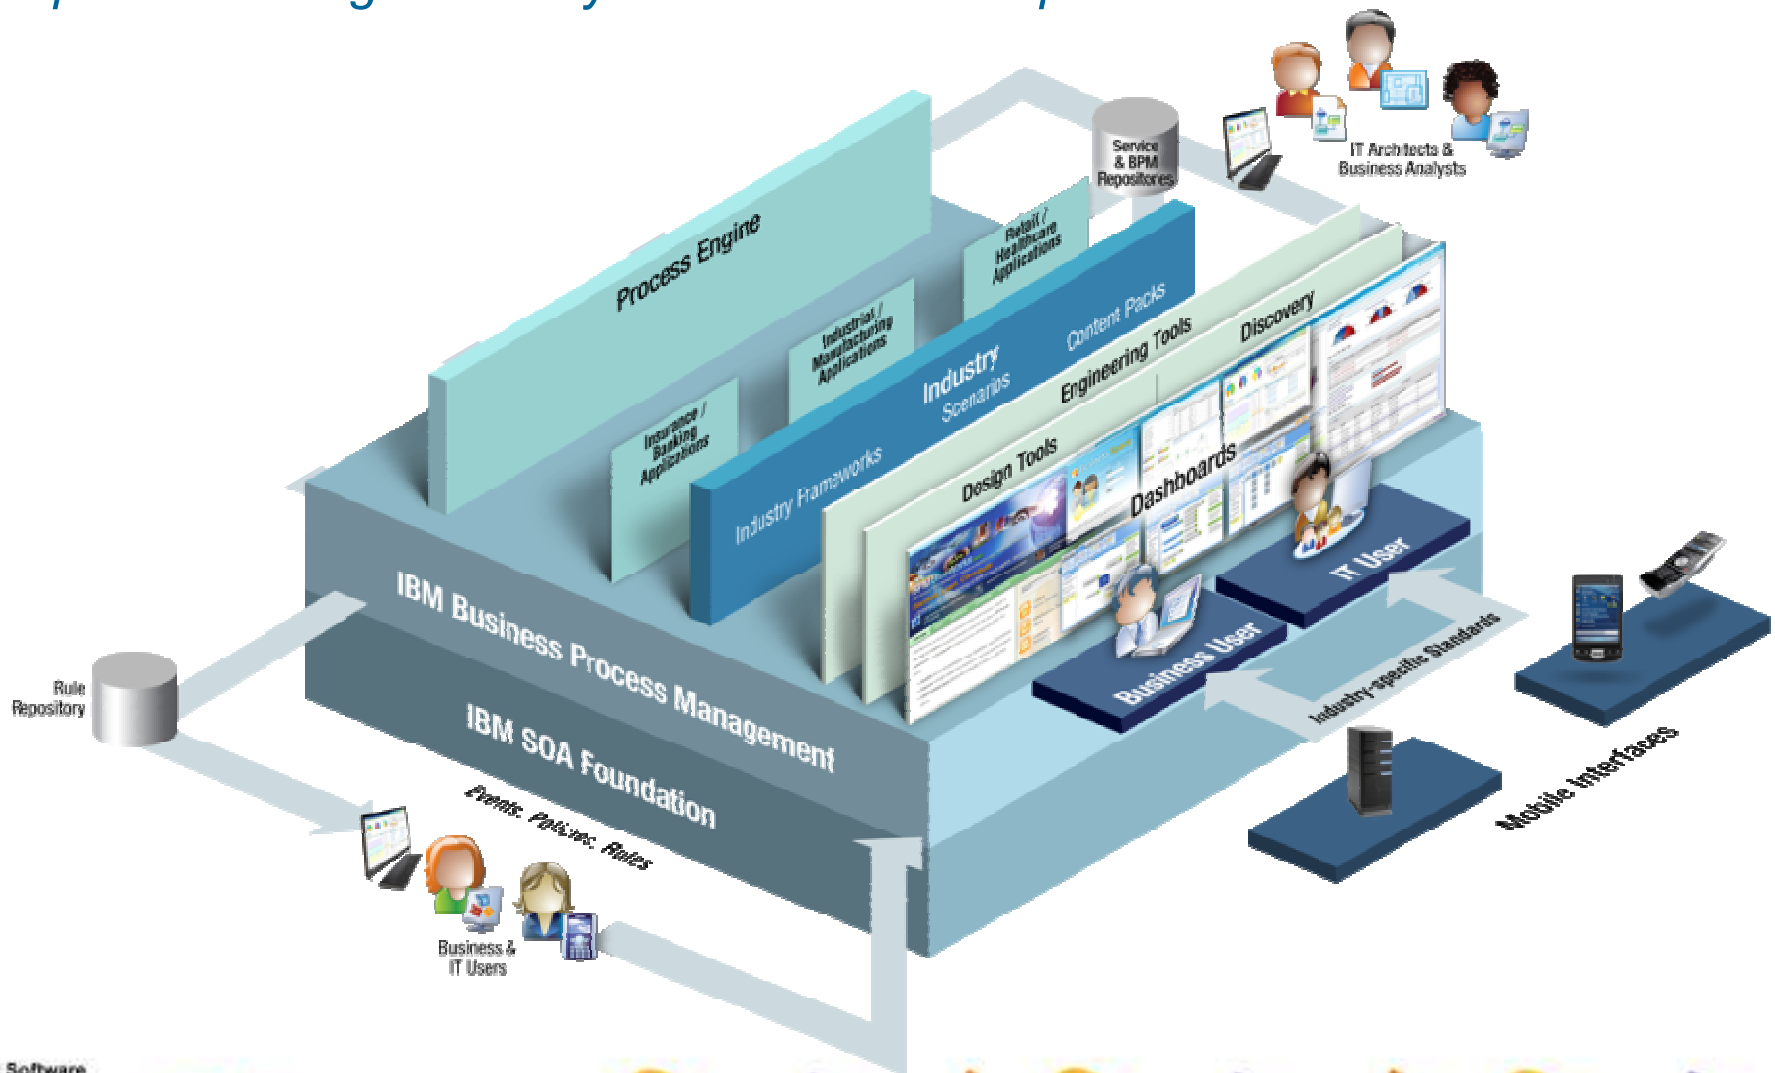 Service
& BPM
Repositores
IT Architects &
Business Analysts
Process Engine
Retail /
Healthcare
Applications
Industrial /
Manufacturing
Applications
Insurance /
Banking
Applications
Industry Frameworks
Industry
Scenarios
Content Packs
Design Tools
Engineering Tools
Discovery
Dashboards
IT User
Business User
Industry-specific Standards
Mobile Interfaces
IBM Business Process Management
IBM SOA Foundation
Events, Policies, Rules
Rule
Repository
Business &
IT Users
Software